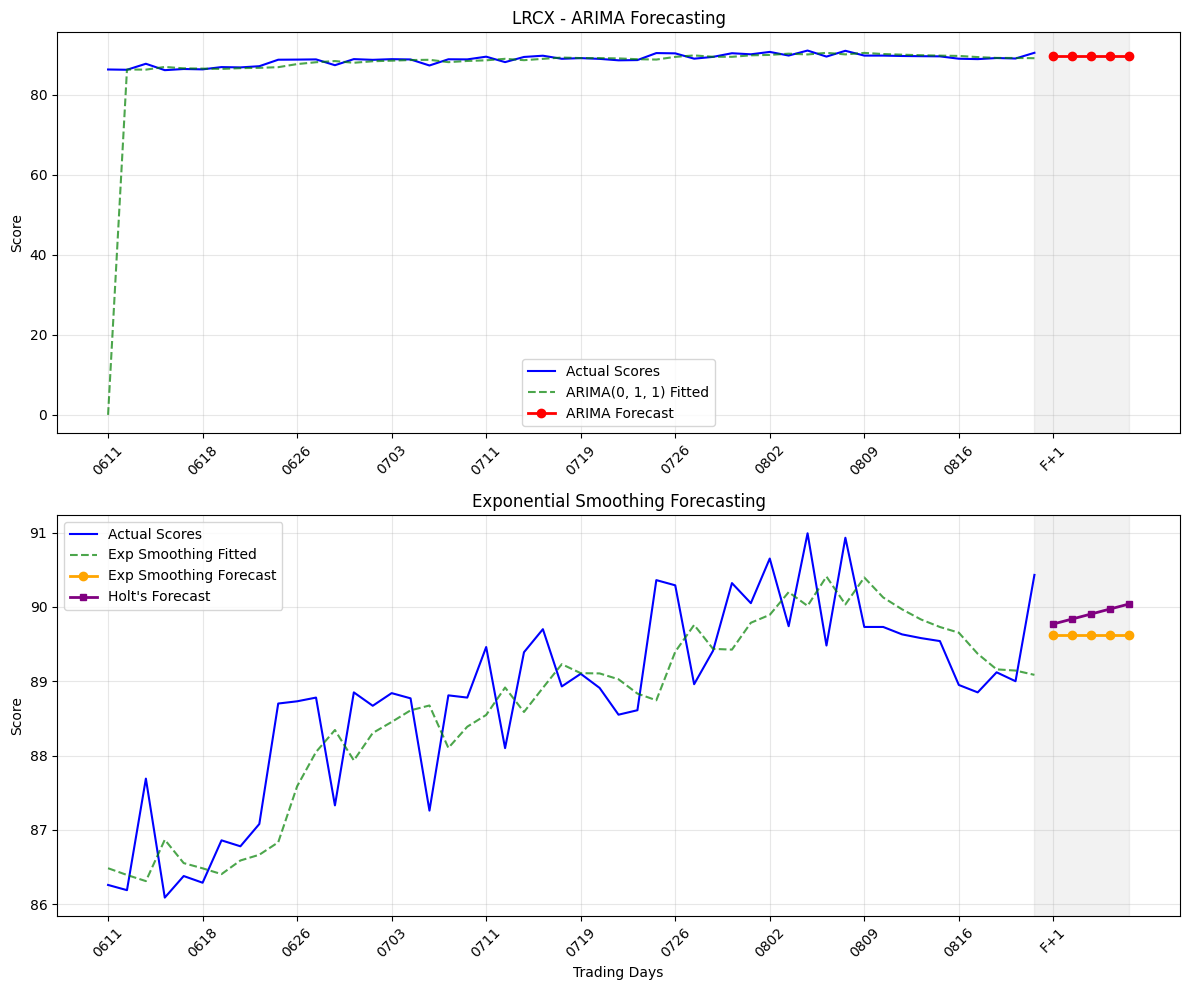 LRCX - ARIMA Forecasting
Score
80
60
40
20
0
Actual Scores
ARIMA(0, 1, 1) Fitted
ARIMA Forecast
0611
0618
0626
0703
0711
0719
0726
0802
0809
0816
F+1
Exponential Smoothing Forecasting
Score
91
90
89
88
87
86
Actual Scores
Exp Smoothing Fitted
Exp Smoothing Forecast
Holt's Forecast
0611
0618
0626
0703
0711
0719
0726
0802
0809
0816
F+1
Trading Days